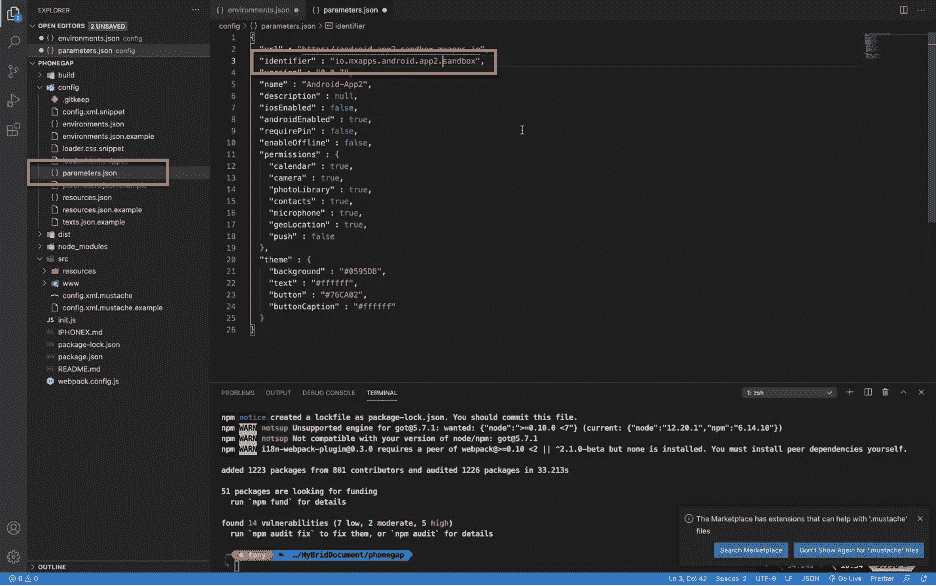 EXPLORER
OPEN EDITORS 2 UNSAVED
environments.json config
parameters.json config
PHONEGAP
build
config
.gitkeep
config.xml.snippet
environments.json
environments.json.example
loader.css.snippet
parameters.json
resources.json
resources.json.example
texts.json.example
dist
node_modules
src
resources
www
config.xml.mustache
config.xml.mustache.example
JS init.js
IPHONEX.md
package-lock.json
package.json
README.md
webpack.config.js
OUTLINE
environments.json
parameters.json
config > {} parameters.json > identifier
1 {
2 "url" : "https://android-app2-sandbox.mxapps.io",
3 "identifier" : "io.mxapps.android.app2.sandbox",
4
5 "name" : "Android-App2",
6 "description" : null,
7 "iosEnabled" : false,
8 "androidEnabled" : true,
9 "requirePin" : false,
10 "enableOffline" : false,
11 "permissions" : {
12 "calendar" : true,
13 "camera" : true,
14 "photoLibrary" : true,
15 "contacts" : true,
16 "microphone" : true,
17 "geoLocation" : true,
18 "push" : false
19 },
20 "theme" : {
21 "background" : "#0595DB",
22 "text" : "#ffffff",
23 "button" : "#76CA02",
24 "buttonCaption" : "#ffffff"
25 }
26 }
PROBLEMS OUTPUT DEBUG CONSOLE TERMINAL
1: zsh
npm notice created a lockfile as package-lock.json. You should commit this file.
npm WARN notsup Unsupported engine for got@5.7.1: wanted: {"node":">=0.10.0 <7"} (current: {"node":"12.20.1","npm":"6.14.10"})
npm WARN notsup Not compatible with your version of node/npm: got@5.7.1
npm WARN i18n-webpack-plugin@0.3.0 requires a peer of webpack@>=0.10 <2 || ^2.1.0-beta but none is installed. You must install peer dependencies yourself.
added 1223 packages from 801 contributors and audited 1226 packages in 33.213s
51 packages are looking for funding
run `npm fund` for details
found 14 vulnerabilities (7 low, 2 moderate, 5 high)
run `npm audit fix` to fix them, or `npm audit` for details
../HyBridDocument/phonegap
The Marketplace has extensions that can help with '.mustache' files
Search Marketplace
Don't Show Again for '.mustache' files
0 0
Ln 3, Col 42 Spaces: 2 UTF-8 LF JSON Go Live Prettier